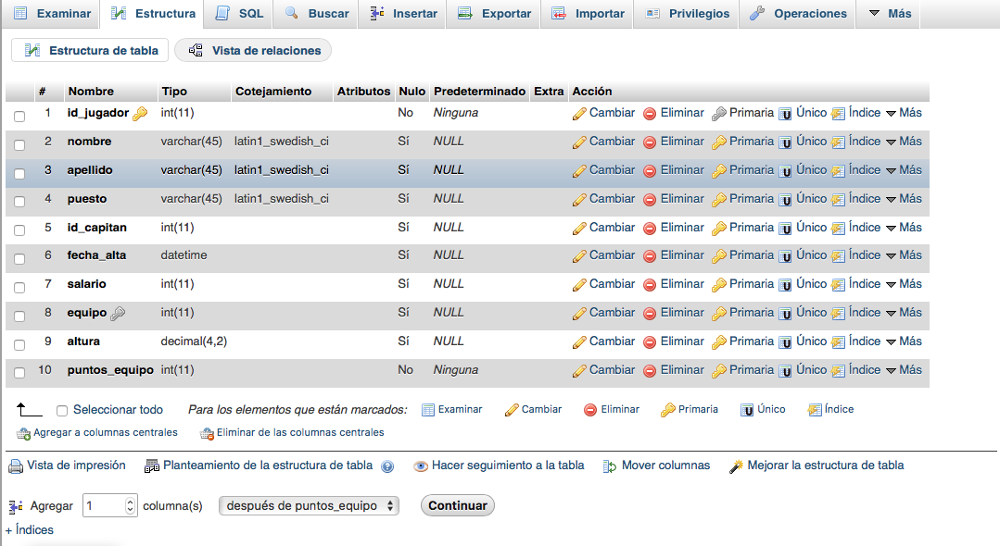 Examinar Estructura SQL Buscar Insertar Exportar Importar Privilegios Operaciones Más
Estructura de tabla Vista de relaciones
# Nombre Tipo Cotejamiento Atributos Nulo Predeterminado Extra Acción
1 id_jugador int(11) No Ninguna Cambiar Eliminar Primaria Único Índice Más
2 nombre varchar(45) latin1_swedish_ci Sí NULL Cambiar Eliminar Primaria Único Índice Más
3 apellido varchar(45) latin1_swedish_ci Sí NULL Cambiar Eliminar Primaria Único Índice Más
4 puesto varchar(45) latin1_swedish_ci Sí NULL Cambiar Eliminar Primaria Único Índice Más
5 id_capitan int(11) Sí NULL Cambiar Eliminar Primaria Único Índice Más
6 fecha_alta datetime Sí NULL Cambiar Eliminar Primaria Único Índice Más
7 salario int(11) Sí NULL Cambiar Eliminar Primaria Único Índice Más
8 equipo int(11) Sí NULL Cambiar Eliminar Primaria Único Índice Más
9 altura decimal(4,2) Sí NULL Cambiar Eliminar Primaria Único Índice Más
10 puntos_equipo int(11) No Ninguna Cambiar Eliminar Primaria Único Índice Más
Seleccionar todo Para los elementos que están marcados: Examinar Cambiar Eliminar Primaria Único Índice
Agregar a columnas centrales Eliminar de las columnas centrales
Vista de impresión Planteamiento de la estructura de tabla Hacer seguimiento a la tabla Mover columnas Mejorar la estructura de tabla
Agregar 1 columna(s) después de puntos_equipo Continuar
+ Índices